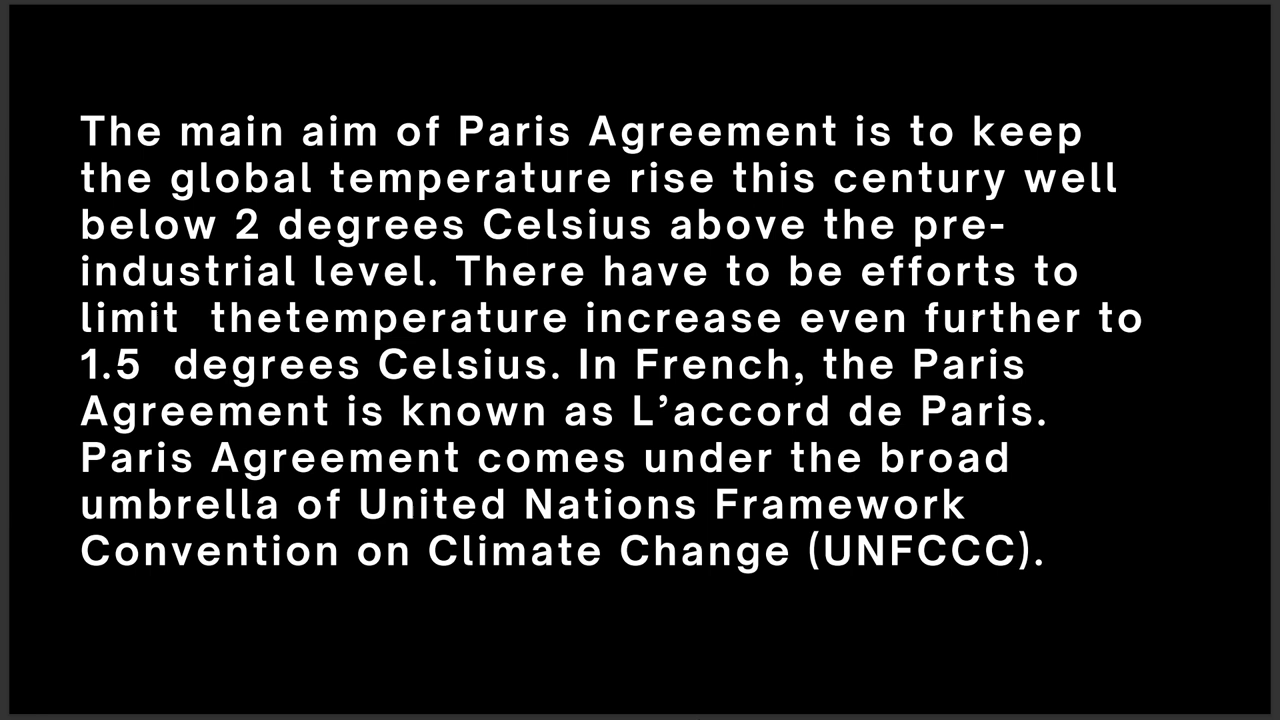 The main aim of Paris Agreement is to keep
the global temperature rise this century well
below 2 degrees Celsius above the pre-
industrial level. There have to be efforts to
limit  thetemperature increase even further to
1.5  degrees Celsius. In French, the Paris
Agreement is known as L’accord de Paris.
Paris Agreement comes under the broad
umbrella of United Nations Framework
Convention on Climate Change (UNFCCC).